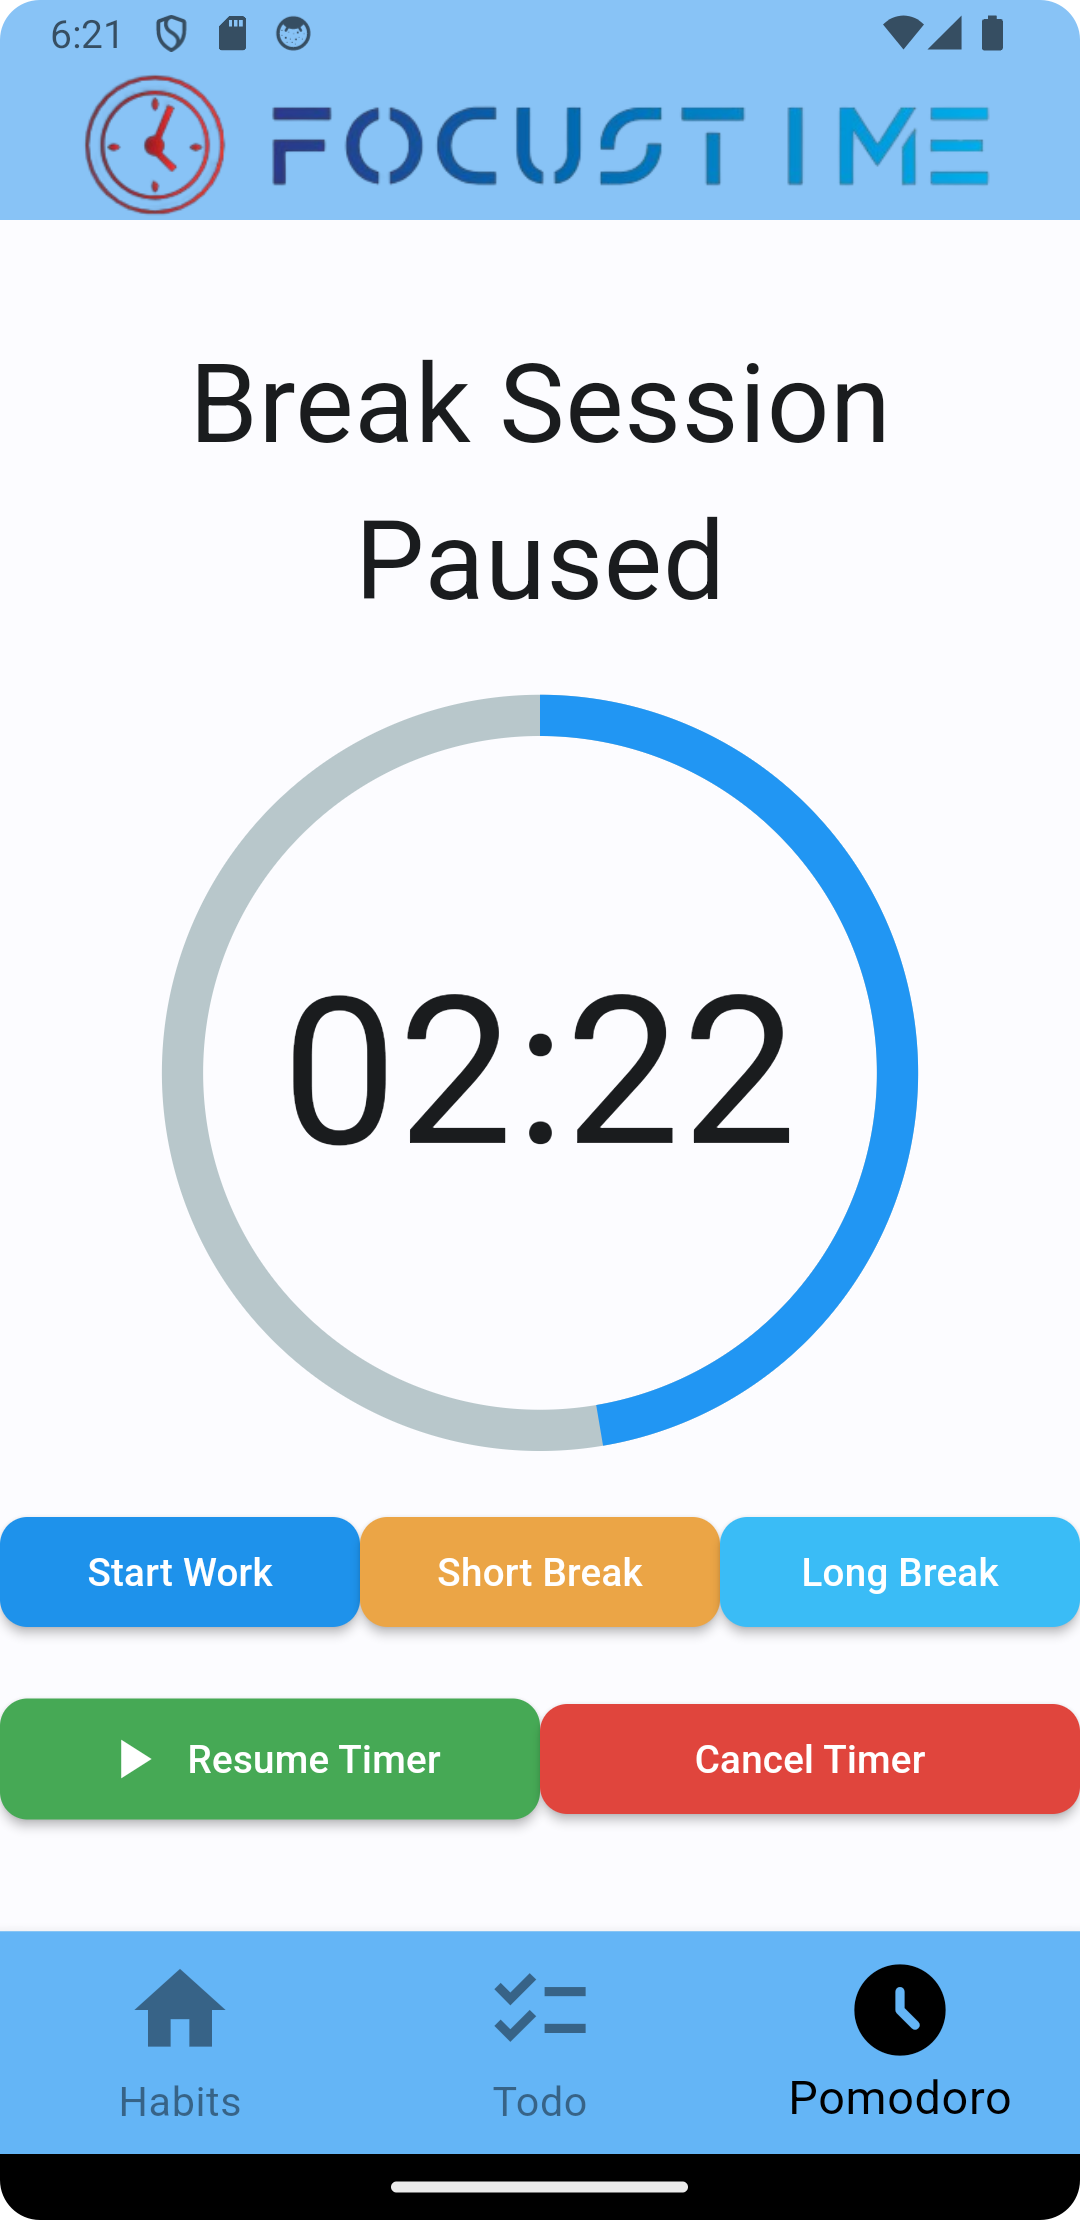 6:21
FOCUSTIME
Break Session
Paused
02:22
Start Work
Short Break
Long Break
Resume Timer
Cancel Timer
Habits
Todo
Pomodoro